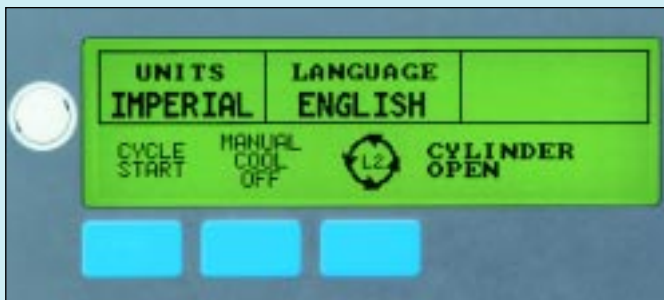 UNITS
IMPERIAL
LANGUAGE
ENGLISH
CYCLE
START
MANUAL
COOL
OFF
L2
CYLINDER
OPEN